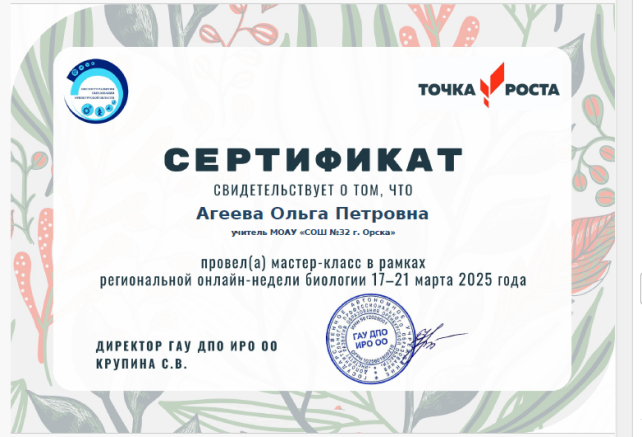 ТОЧКА РОСТА
СЕРТИФИКАТ
СВИДЕТЕЛЬСТВУЕТ О ТОМ, ЧТО
Агеева Ольга Петровна
учитель МОАУ «СОШ №32 г. Орска»
провел(а) мастер-класс в рамках
региональной онлайн-недели биологии 17–21 марта 2025 года
ГАУ ДПО
ИРО ОО
ДИРЕКТОР ГАУ ДПО ИРО ОО
КРУПИНА С.В.